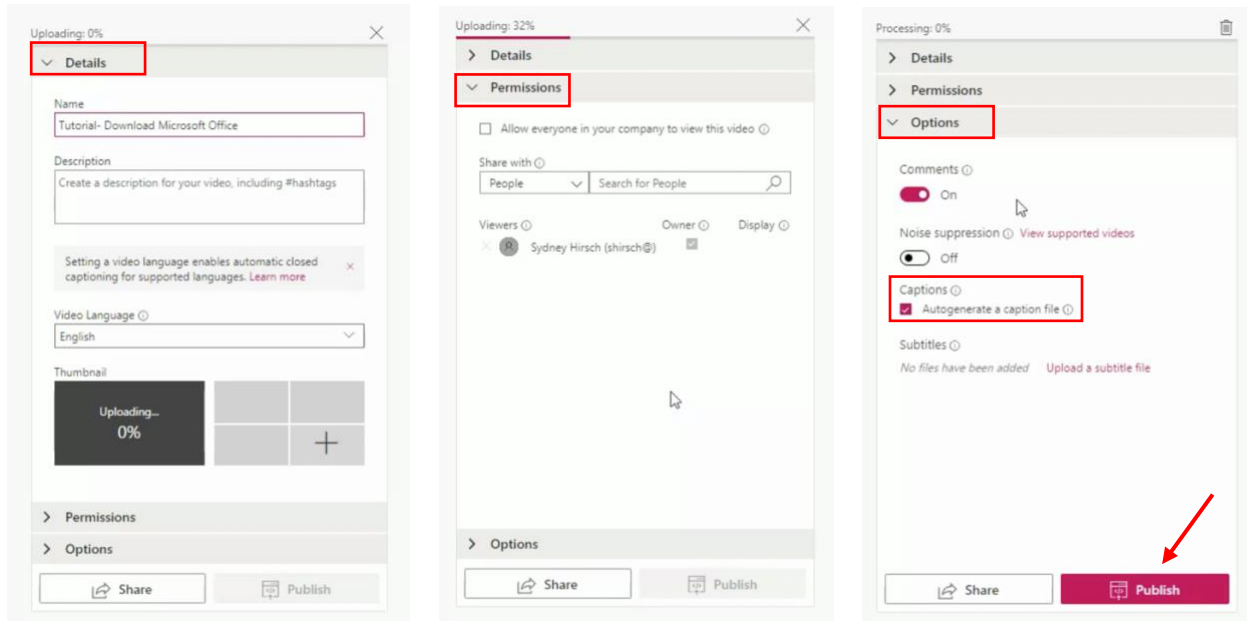 Uploading: 0%
Details
Name
Tutorial- Download Microsoft Office
Description
Create a description for your video, including #hashtags
Setting a video language enables automatic closed
captioning for supported languages. Learn more
Video Language
English
Thumbnail
Uploading...
0%
Permissions
Options
Share
Publish
Uploading: 32%
Details
Permissions
Allow everyone in your company to view this video
Share with
People
Search for People
Viewers Owner Display
Sydney Hirsch (shirsch@)
Options
Share
Publish
Processing: 0%
Details
Permissions
Options
Comments
On
Noise suppression View supported videos
Off
Captions
Autogenerate a caption file
Subtitles
No files have been added Upload a subtitle file
Share
Publish